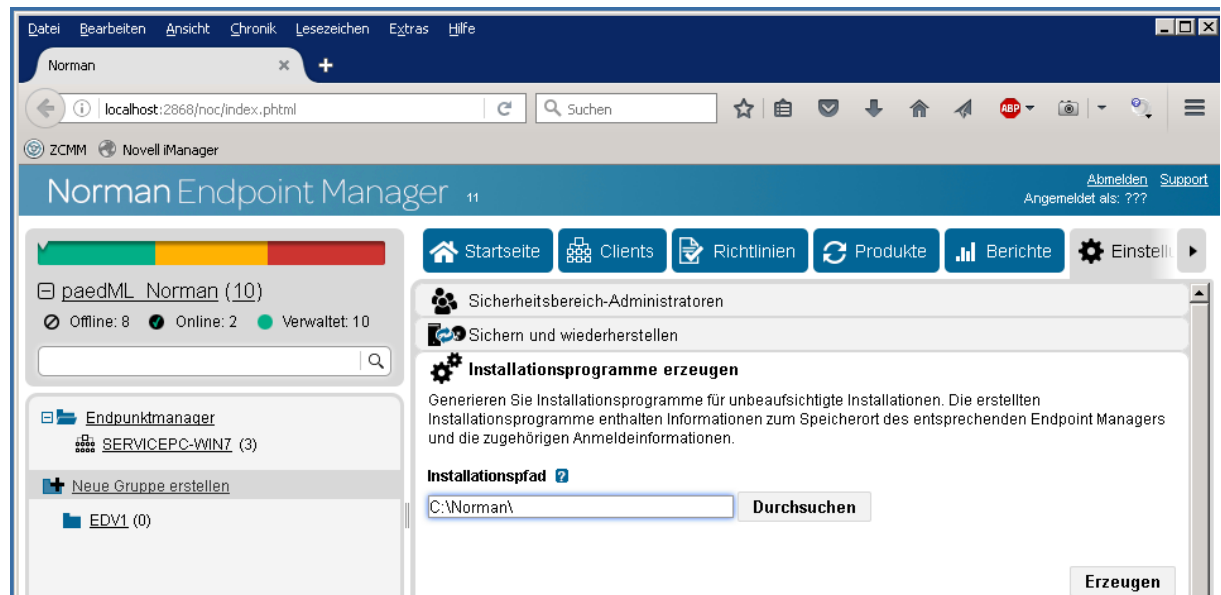 Datei Bearbeiten Ansicht Chronik Lesezeichen Extras Hilfe
Norman
localhost:2868/noc/index.phtml
Suchen
ABP
ZCMM Novell iManager
Norman Endpoint Manager 11
Abmelden Support
Angemeldet als: ???
Startseite Clients Richtlinien Produkte Berichte Einstell
paedML_Norman (10)
Offline: 8 Online: 2 Verwaltet: 10
Endpunktmanager
SERVICEPC-WIN7 (3)
Neue Gruppe erstellen
EDV1 (0)
Sicherheitsbereich-Administratoren
Sichern und wiederherstellen
Installationsprogramme erzeugen
Generieren Sie Installationsprogramme für unbeaufsichtigte Installationen. Die erstellten
Installationsprogramme enthalten Informationen zum Speicherort des entsprechenden Endpoint Managers
und die zugehörigen Anmeldeinformationen.
Installationspfad ?
C:\Norman\
Durchsuchen
Erzeugen